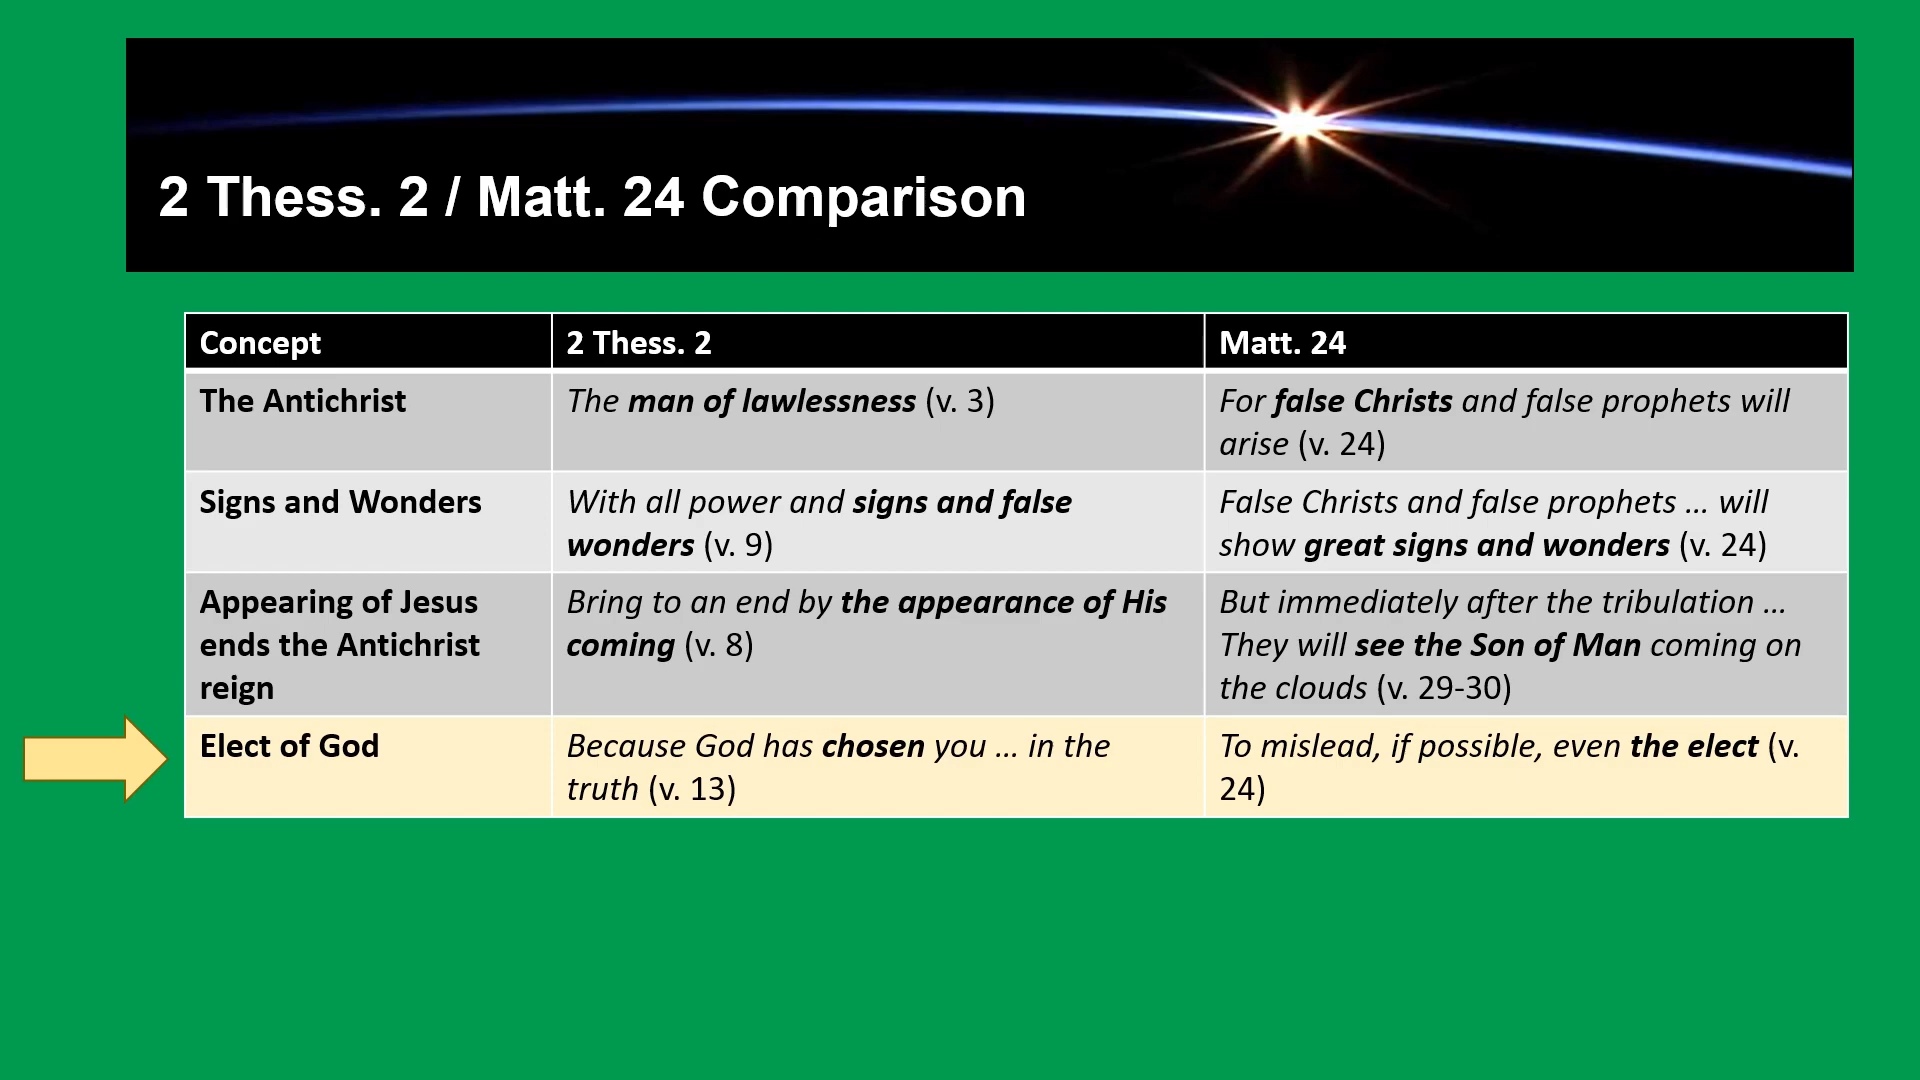 2 Thess. 2 / Matt. 24 Comparison
Concept
2 Thess. 2
Matt. 24
The Antichrist
The man of lawlessness (v. 3)
For false Christs and false prophets will
arise (v. 24)
Signs and Wonders
With all power and signs and false
wonders (v. 9)
False Christs and false prophets ... will
show great signs and wonders (v. 24)
Appearing of Jesus
ends the Antichrist
reign
Bring to an end by the appearance of His
coming (v. 8)
But immediately after the tribulation ...
They will see the Son of Man coming on
the clouds (v. 29-30)
Elect of God
Because God has chosen you ... in the
truth (v. 13)
To mislead, if possible, even the elect (v.
24)